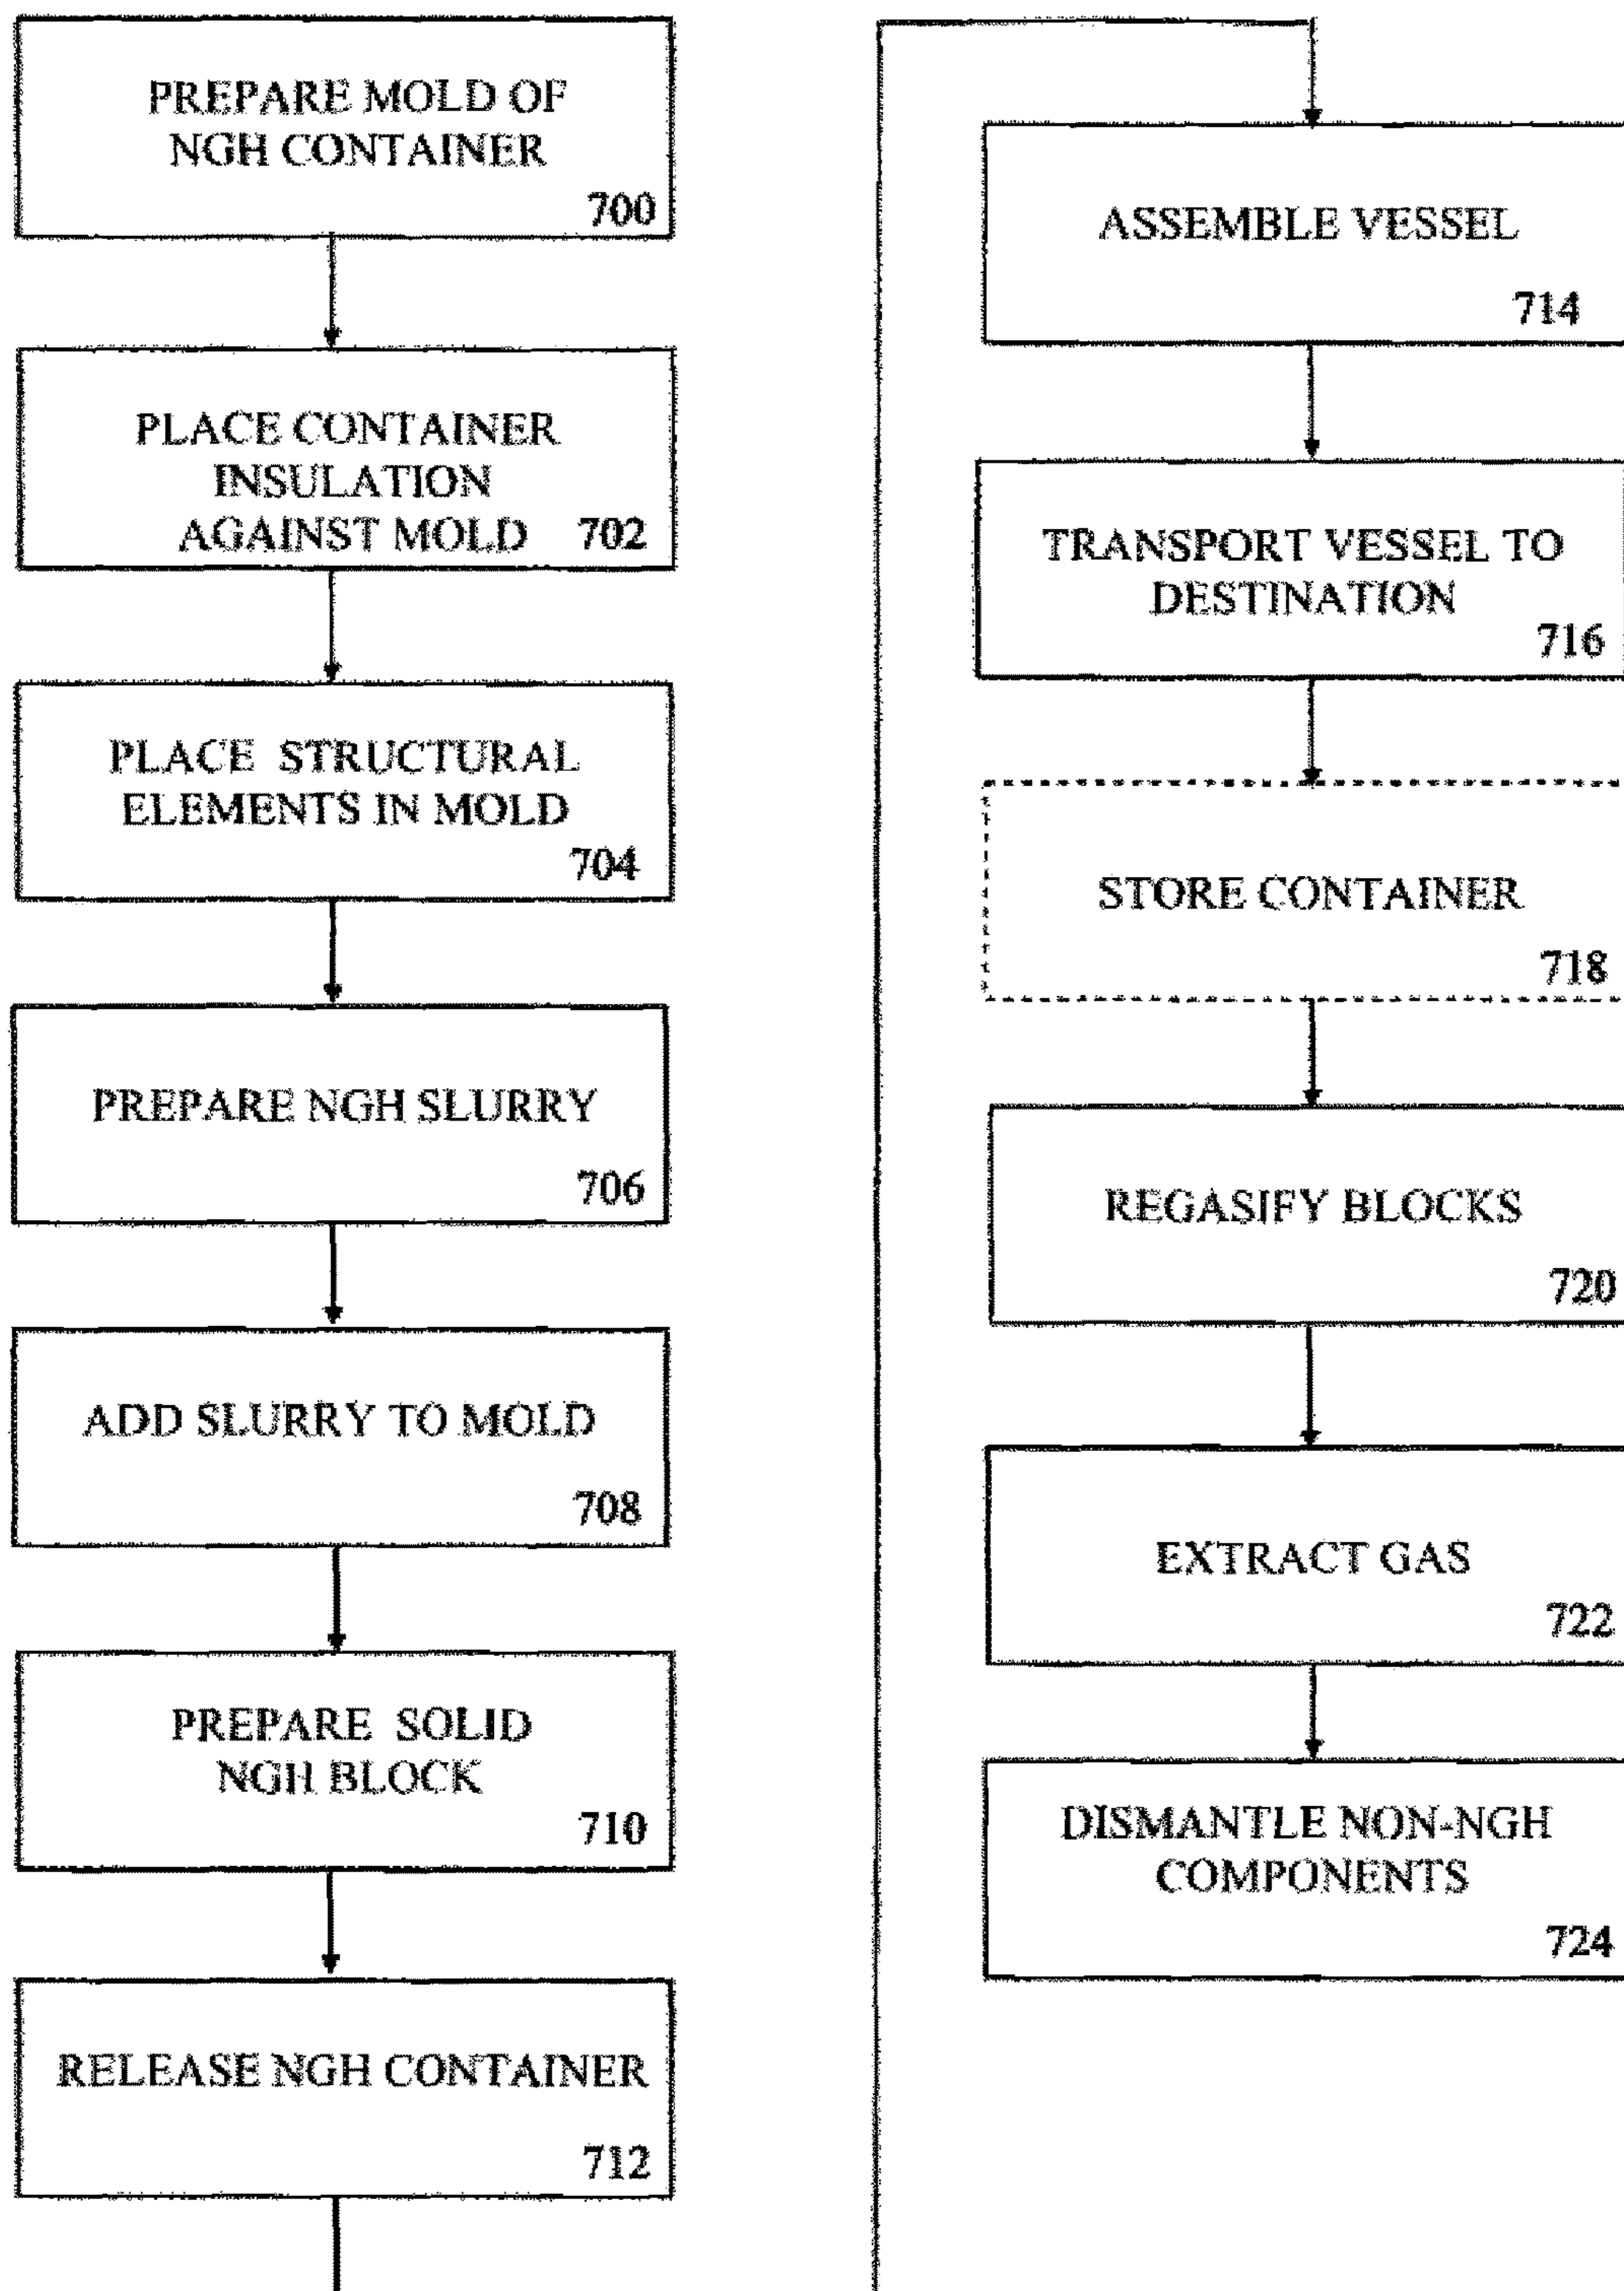 PREPARE MOLD OF
NGH CONTAINER
700
PLACE CONTAINER
INSULATION
AGAINST MOLD 702
PLACE STRUCTURAL
ELEMENTS IN MOLD
704
PREPARE NGH SLURRY
706
ADD SLURRY TO MOLD
708
PREPARE SOLID
NGH BLOCK
710
RELEASE NGH CONTAINER
712
ASSEMBLE VESSEL
714
TRANSPORT VESSEL TO
DESTINATION
716
STORE CONTAINER
718
REGASIFY BLOCKS
720
EXTRACT GAS
722
DISMANTLE NON-NGH
COMPONENTS
724